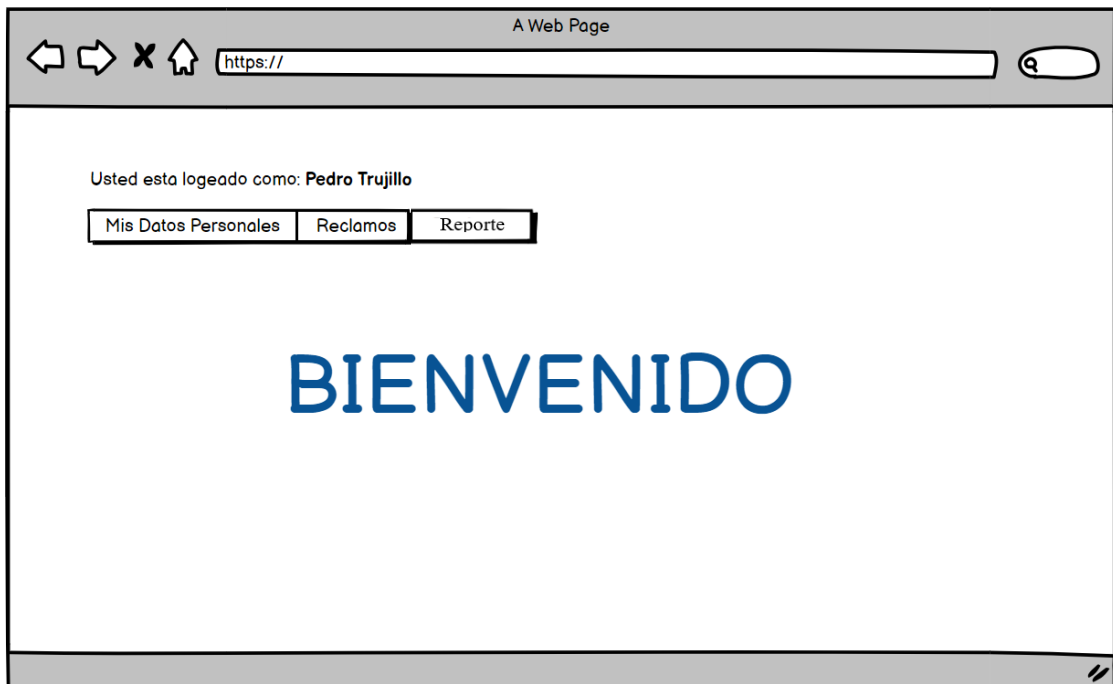 A Web Page
https://
Usted esta logeado como: Pedro Trujillo
Mis Datos Personales Reclamos Reporte
BIENVENIDO